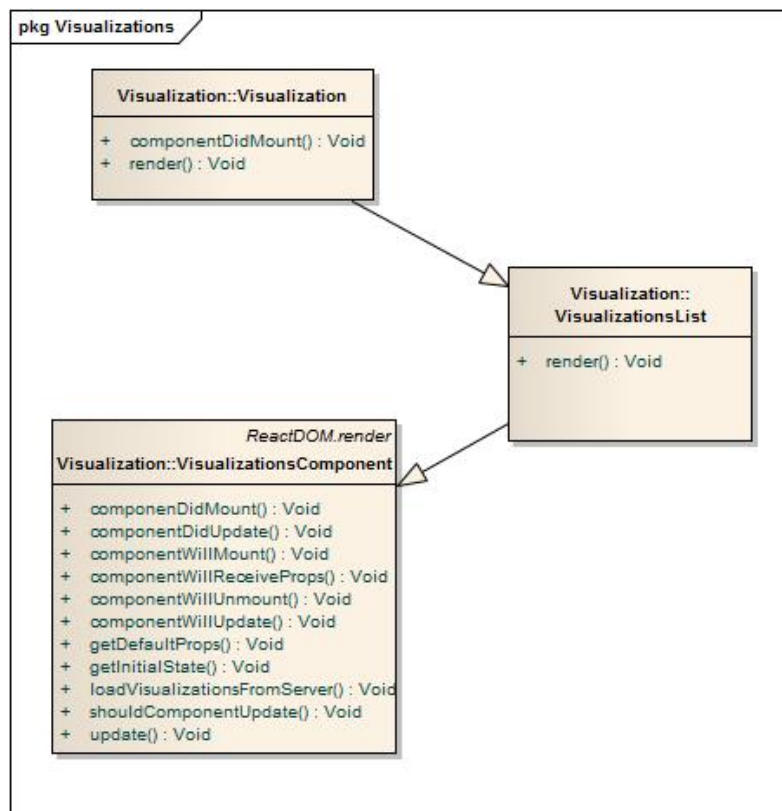 pkg Visualizations
Visualization::Visualization
+ componentDidMount() : Void
+ render() : Void
Visualization::
VisualizationsList
+ render() : Void
ReactDOM.render
Visualization::VisualizationsComponent
+ componenDidMount() : Void
+ componentDidUpdate() : Void
+ componentWillMount() : Void
+ componentWillReceiveProps() : Void
+ componentWillUnmount() : Void
+ componentWillUpdate() : Void
+ getDefaultProps() : Void
+ getInitialState() : Void
+ loadVisualizationsFromServer() : Void
+ shouldComponentUpdate() : Void
+ update() : Void